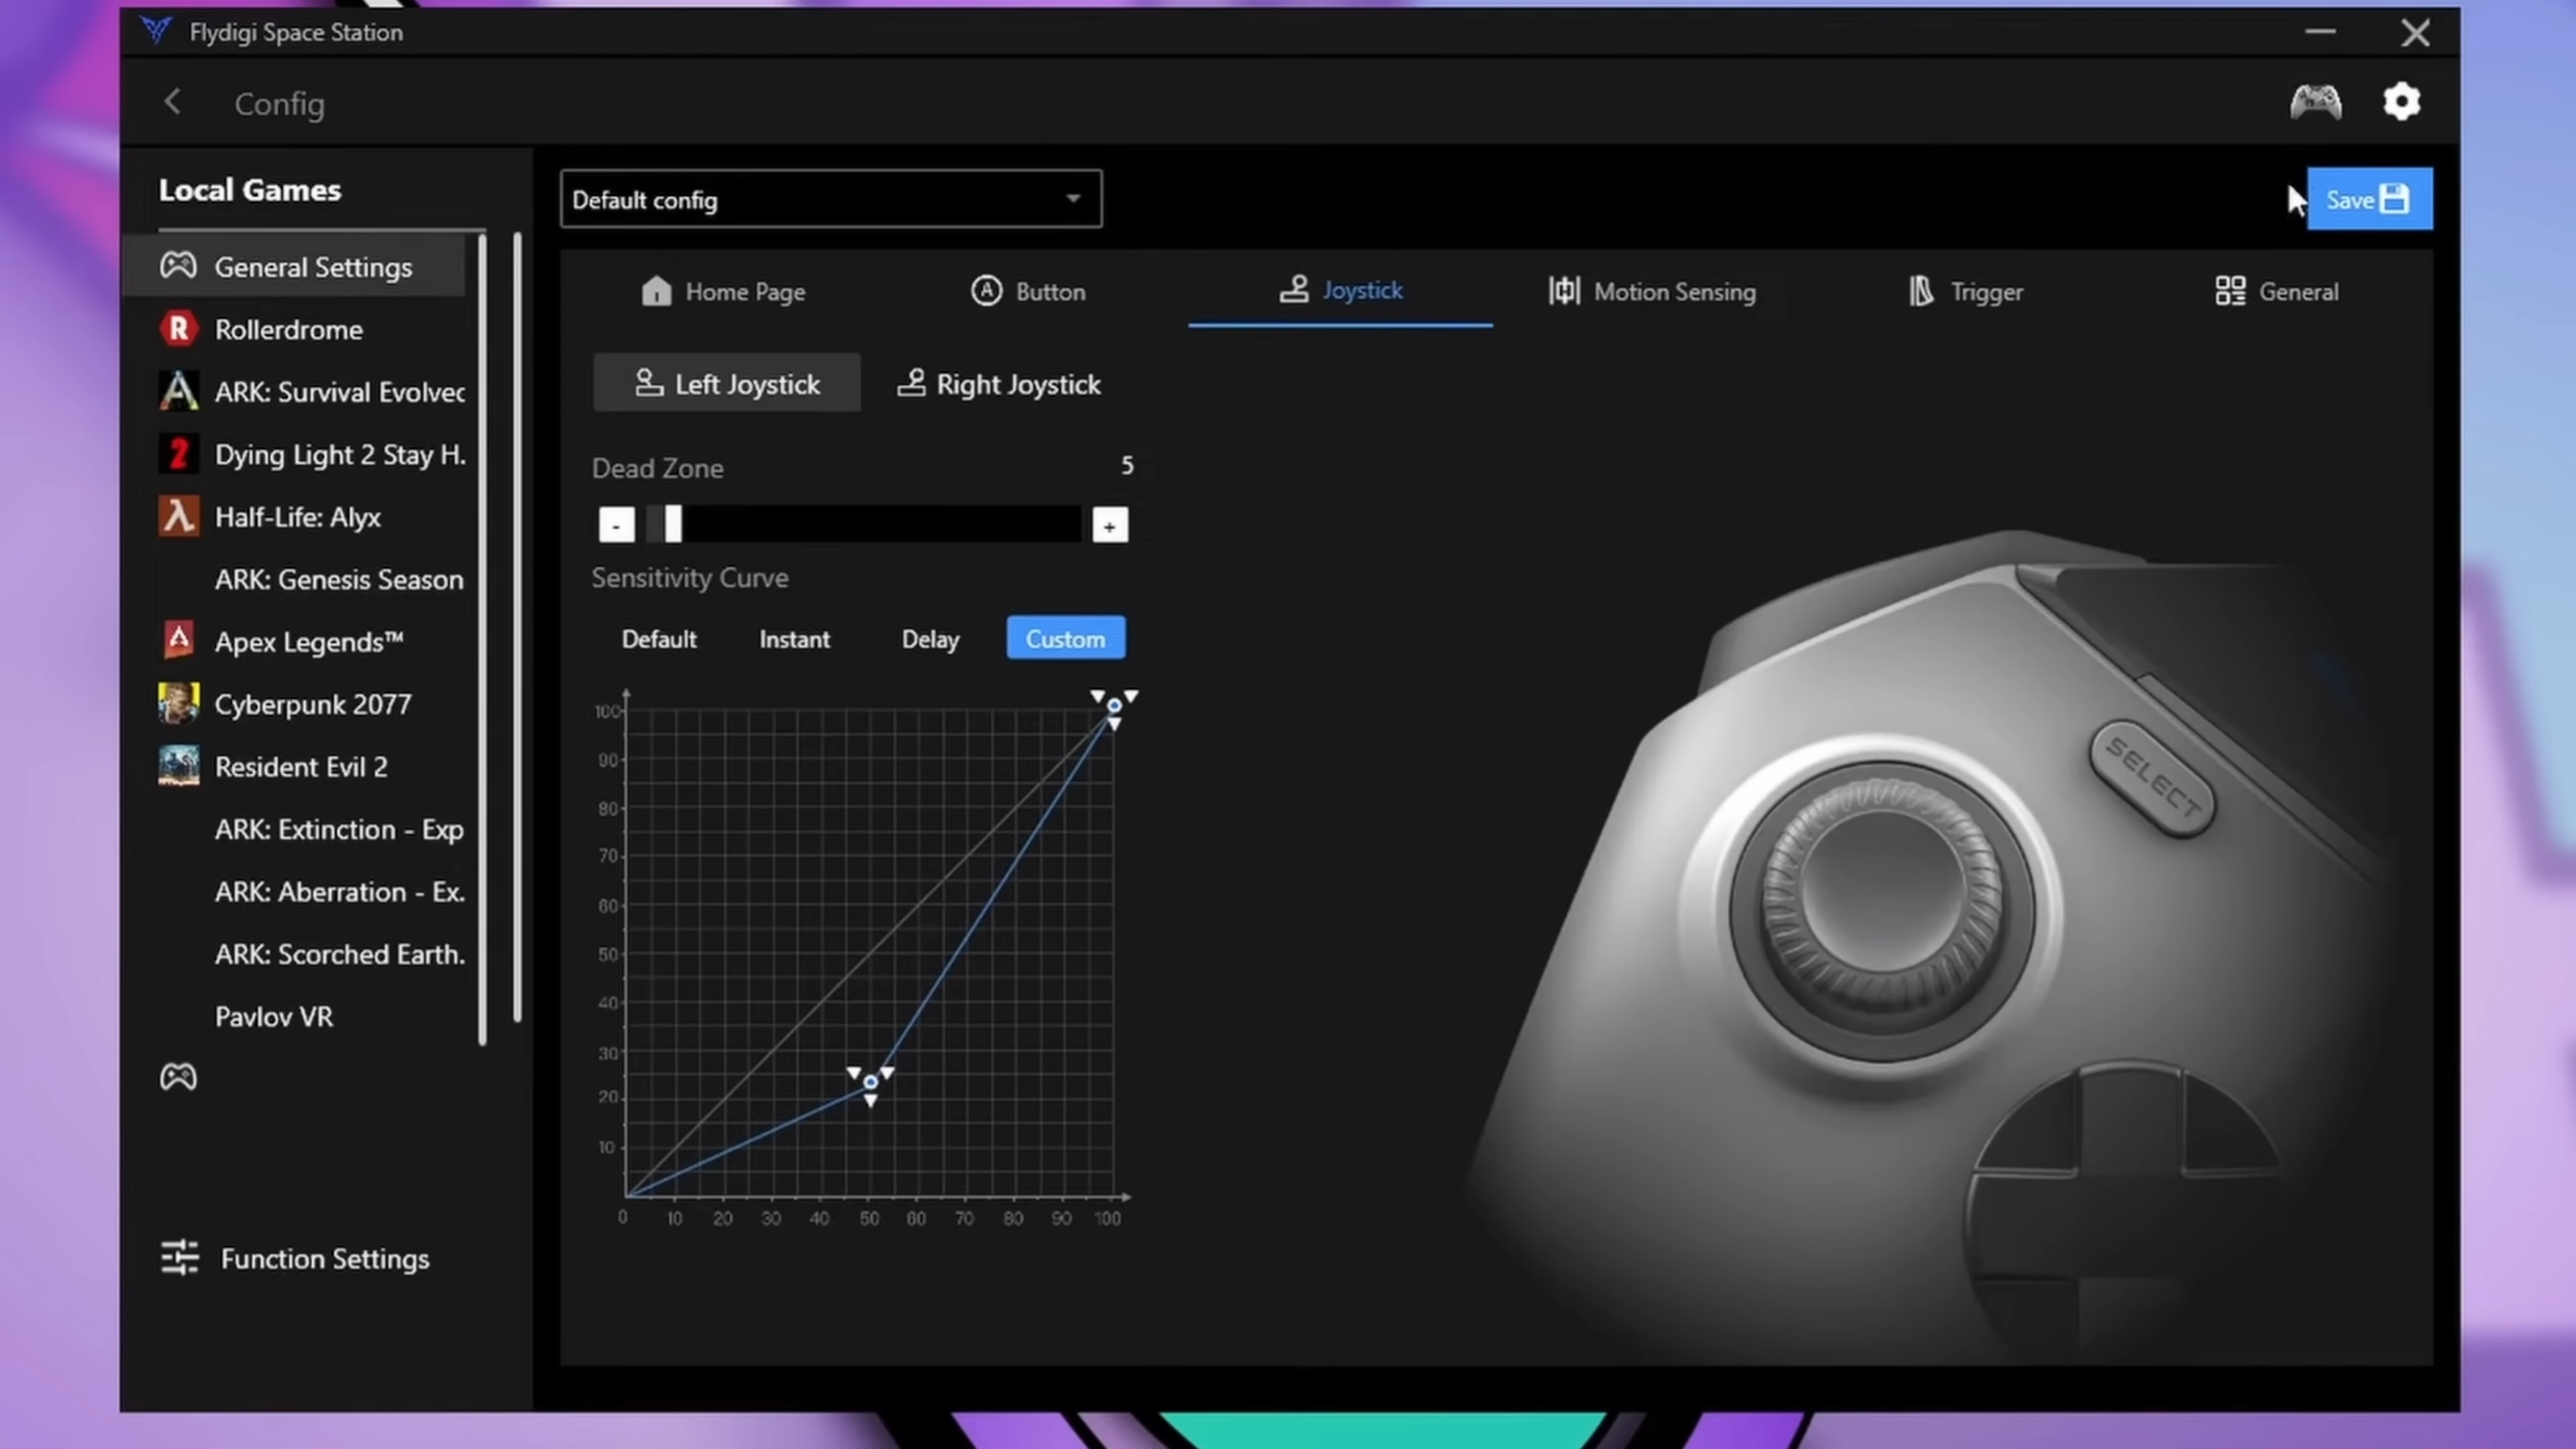 Flydigi Space Station
Config
Local Games
General Settings
Rollerdrome
ARK: Survival Evolvec
Dying Light 2 Stay H.
Half-Life: Alyx
ARK: Genesis Season
Apex Legends™
Cyberpunk 2077
Resident Evil 2
ARK: Extinction - Exp
ARK: Aberration - Ex.
ARK: Scorched Earth.
Pavlov VR
Function Settings
Default config
Save
Home Page
A Button
Joystick
Motion Sensing
Trigger
General
Left Joystick
Right Joystick
Dead Zone 5
- +
Sensitivity Curve
Default Instant Delay Custom
100
90
80
70
60
50
40
30
20
10
0 10 20 30 40 50 60 70 80 90 100
SELECT